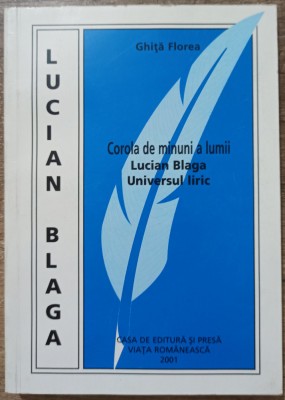 LUCIAN BLAGA
Ghiță Florea
Corola de minuni a lumii
Lucian Blaga
Universul liric
CASA DE EDITURĂ ȘI PRESĂ
VIAȚA ROMÂNEASCĂ
2001